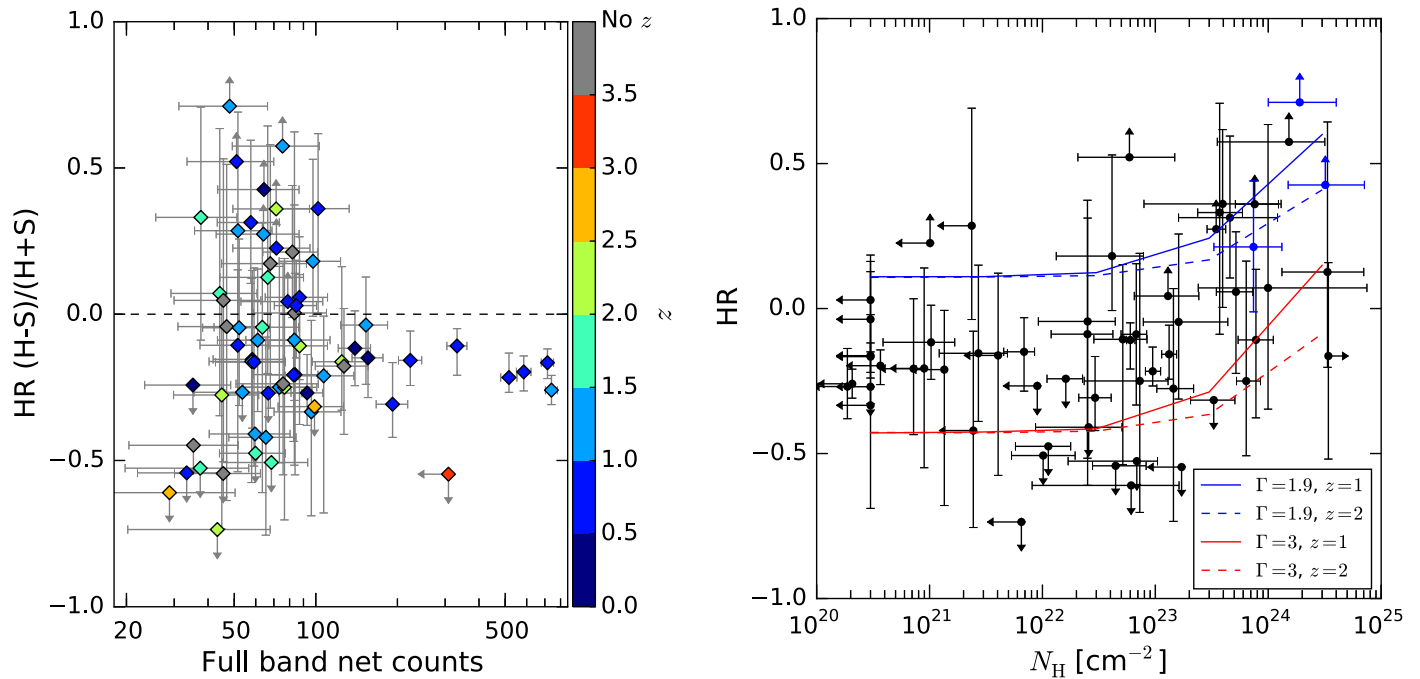 HR (H-S)/(H+S)
1.0
0.5
0.0
−0.5
−1.0
20
50
100
500
Full band net counts
No z
3.5
3.0
2.5
2.0
1.5
1.0
0.5
0.0
z
HR
1.0
0.5
0.0
−0.5
−1.0
10^20
10^21
10^22
10^23
10^24
10^25
N_H [cm^−2]
Γ=1.9, z=1
Γ=1.9, z=2
Γ=3, z=1
Γ=3, z=2